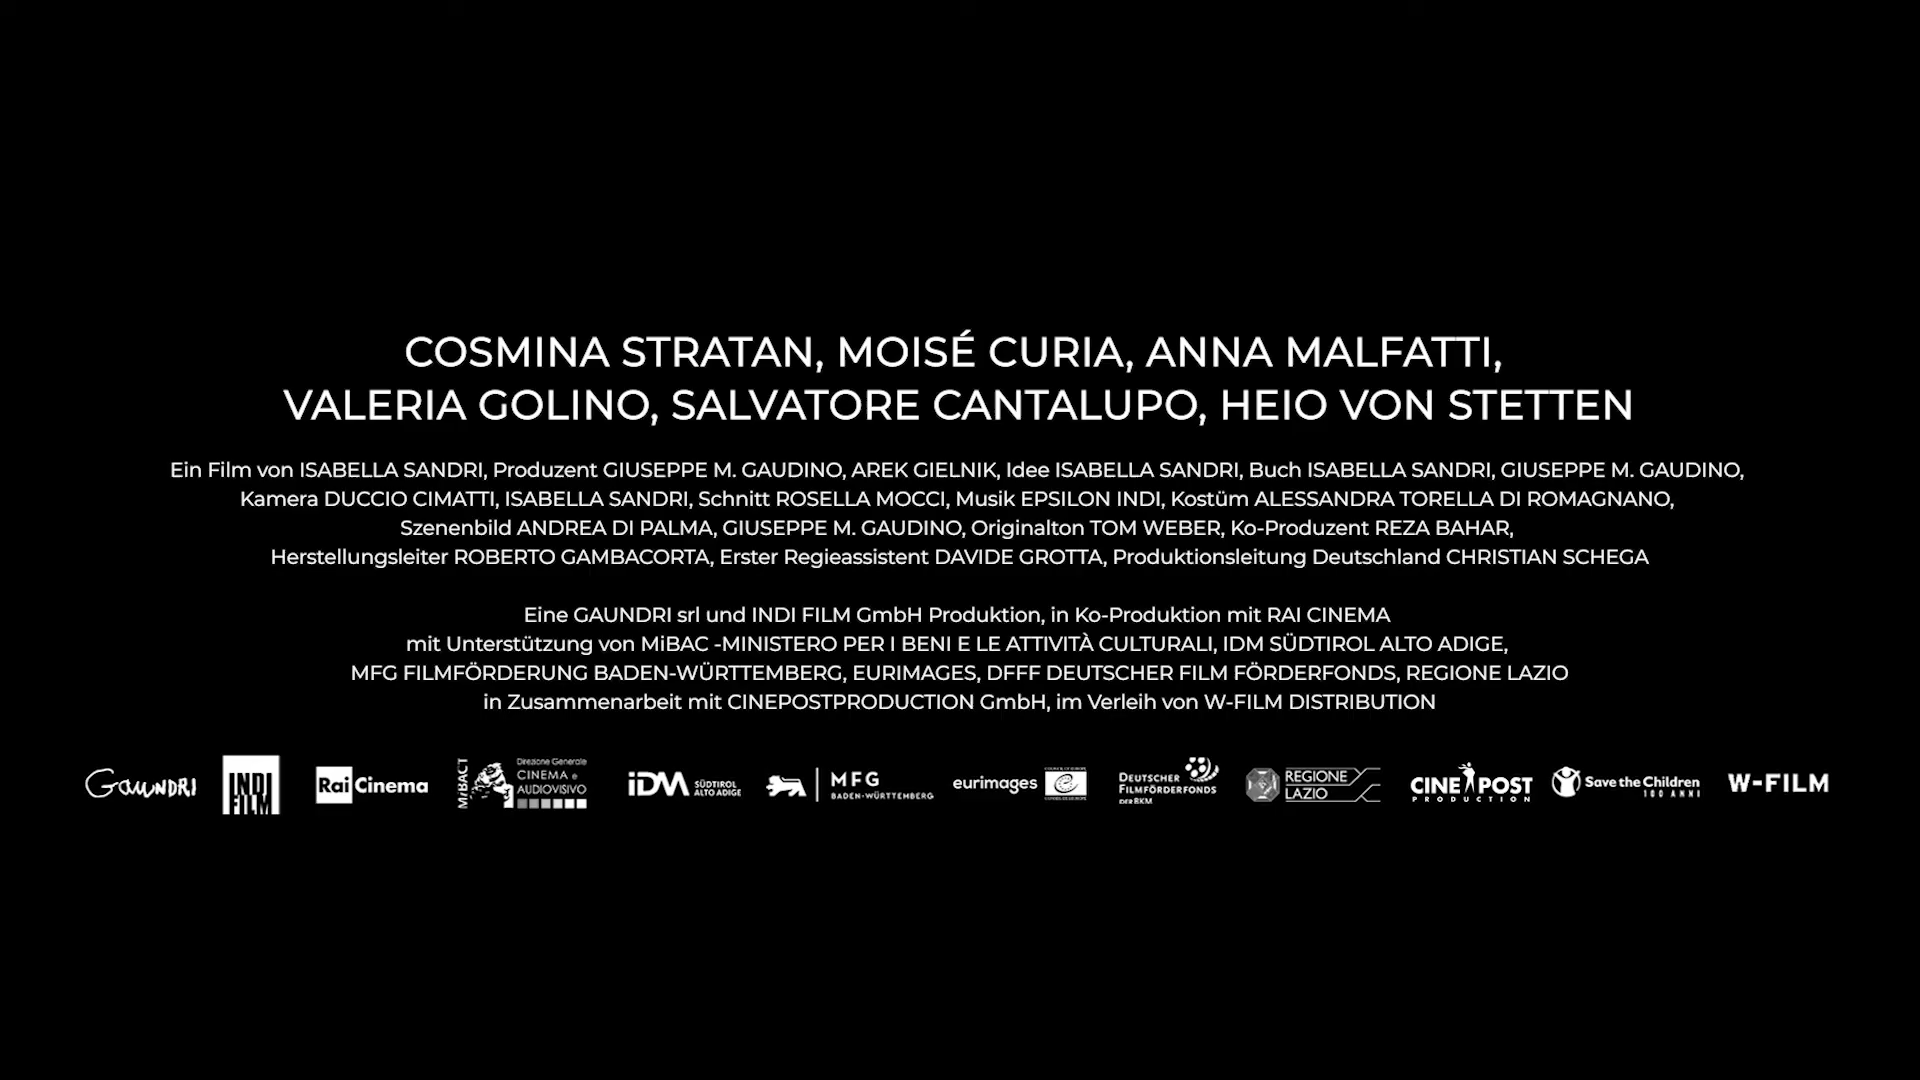 COSMINA STRATAN, MOISÉ CURIA, ANNA MALFATTI,
VALERIA GOLINO, SALVATORE CANTALUPO, HEIO VON STETTEN
Ein Film von ISABELLA SANDRI, Produzent GIUSEPPE M. GAUDINO, AREK GIELNIK, Idee ISABELLA SANDRI, Buch ISABELLA SANDRI, GIUSEPPE M. GAUDINO,
Kamera DUCCIO CIMATTI, ISABELLA SANDRI, Schnitt ROSELLA MOCCI, Musik EPSILON INDI, Kostüm ALESSANDRA TORELLA DI ROMAGNANO,
Szenenbild ANDREA DI PALMA, GIUSEPPE M. GAUDINO, Originalton TOM WEBER, Ko-Produzent REZA BAHAR,
Herstellungsleiter ROBERTO GAMBACORTA, Erster Regieassistent DAVIDE GROTTA, Produktionsleitung Deutschland CHRISTIAN SCHEGA
Eine GAUNDRI srl und INDI FILM GmbH Produktion, in Ko-Produktion mit RAI CINEMA
mit Unterstützung von MiBAC -MINISTERO PER I BENI E LE ATTIVITÀ CULTURALI, IDM SÜDTIROL ALTO ADIGE,
MFG FILMFÖRDERUNG BADEN-WÜRTTEMBERG, EURIMAGES, DFFF DEUTSCHER FILM FÖRDERFONDS, REGIONE LAZIO
in Zusammenarbeit mit CINEPOSTPRODUCTION GmbH, im Verleih von W-FILM DISTRIBUTION
GAUNDRI
INDI
FILM
Rai Cinema
MiBACT
Direzione Generale
CINEMA e
AUDIOVISIVO
IDM SÜDTIROL
ALTO ADIGE
MFG
BADEN-WÜRTTEMBERG
eurimages
DEUTSCHER
FILMFÖRDERFONDS
DER BKM
REGIONE
LAZIO
CINE POST
PRODUCTION
Save the Children
100 ANNI
W-FILM